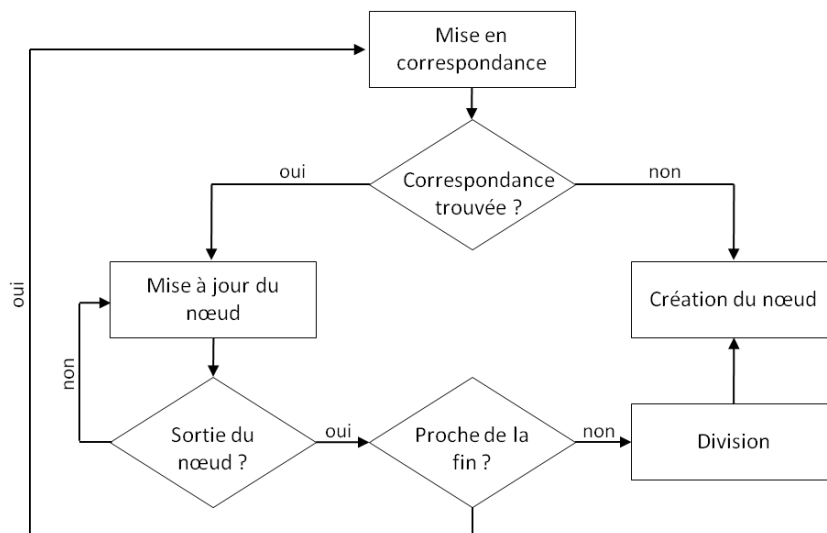 Mise en
correspondance
oui
non
Correspondance
trouvée ?
oui
Mise à jour du
nœud
Création du nœud
non
Sortie du
nœud ?
oui
Proche de la
fin ?
non
Division